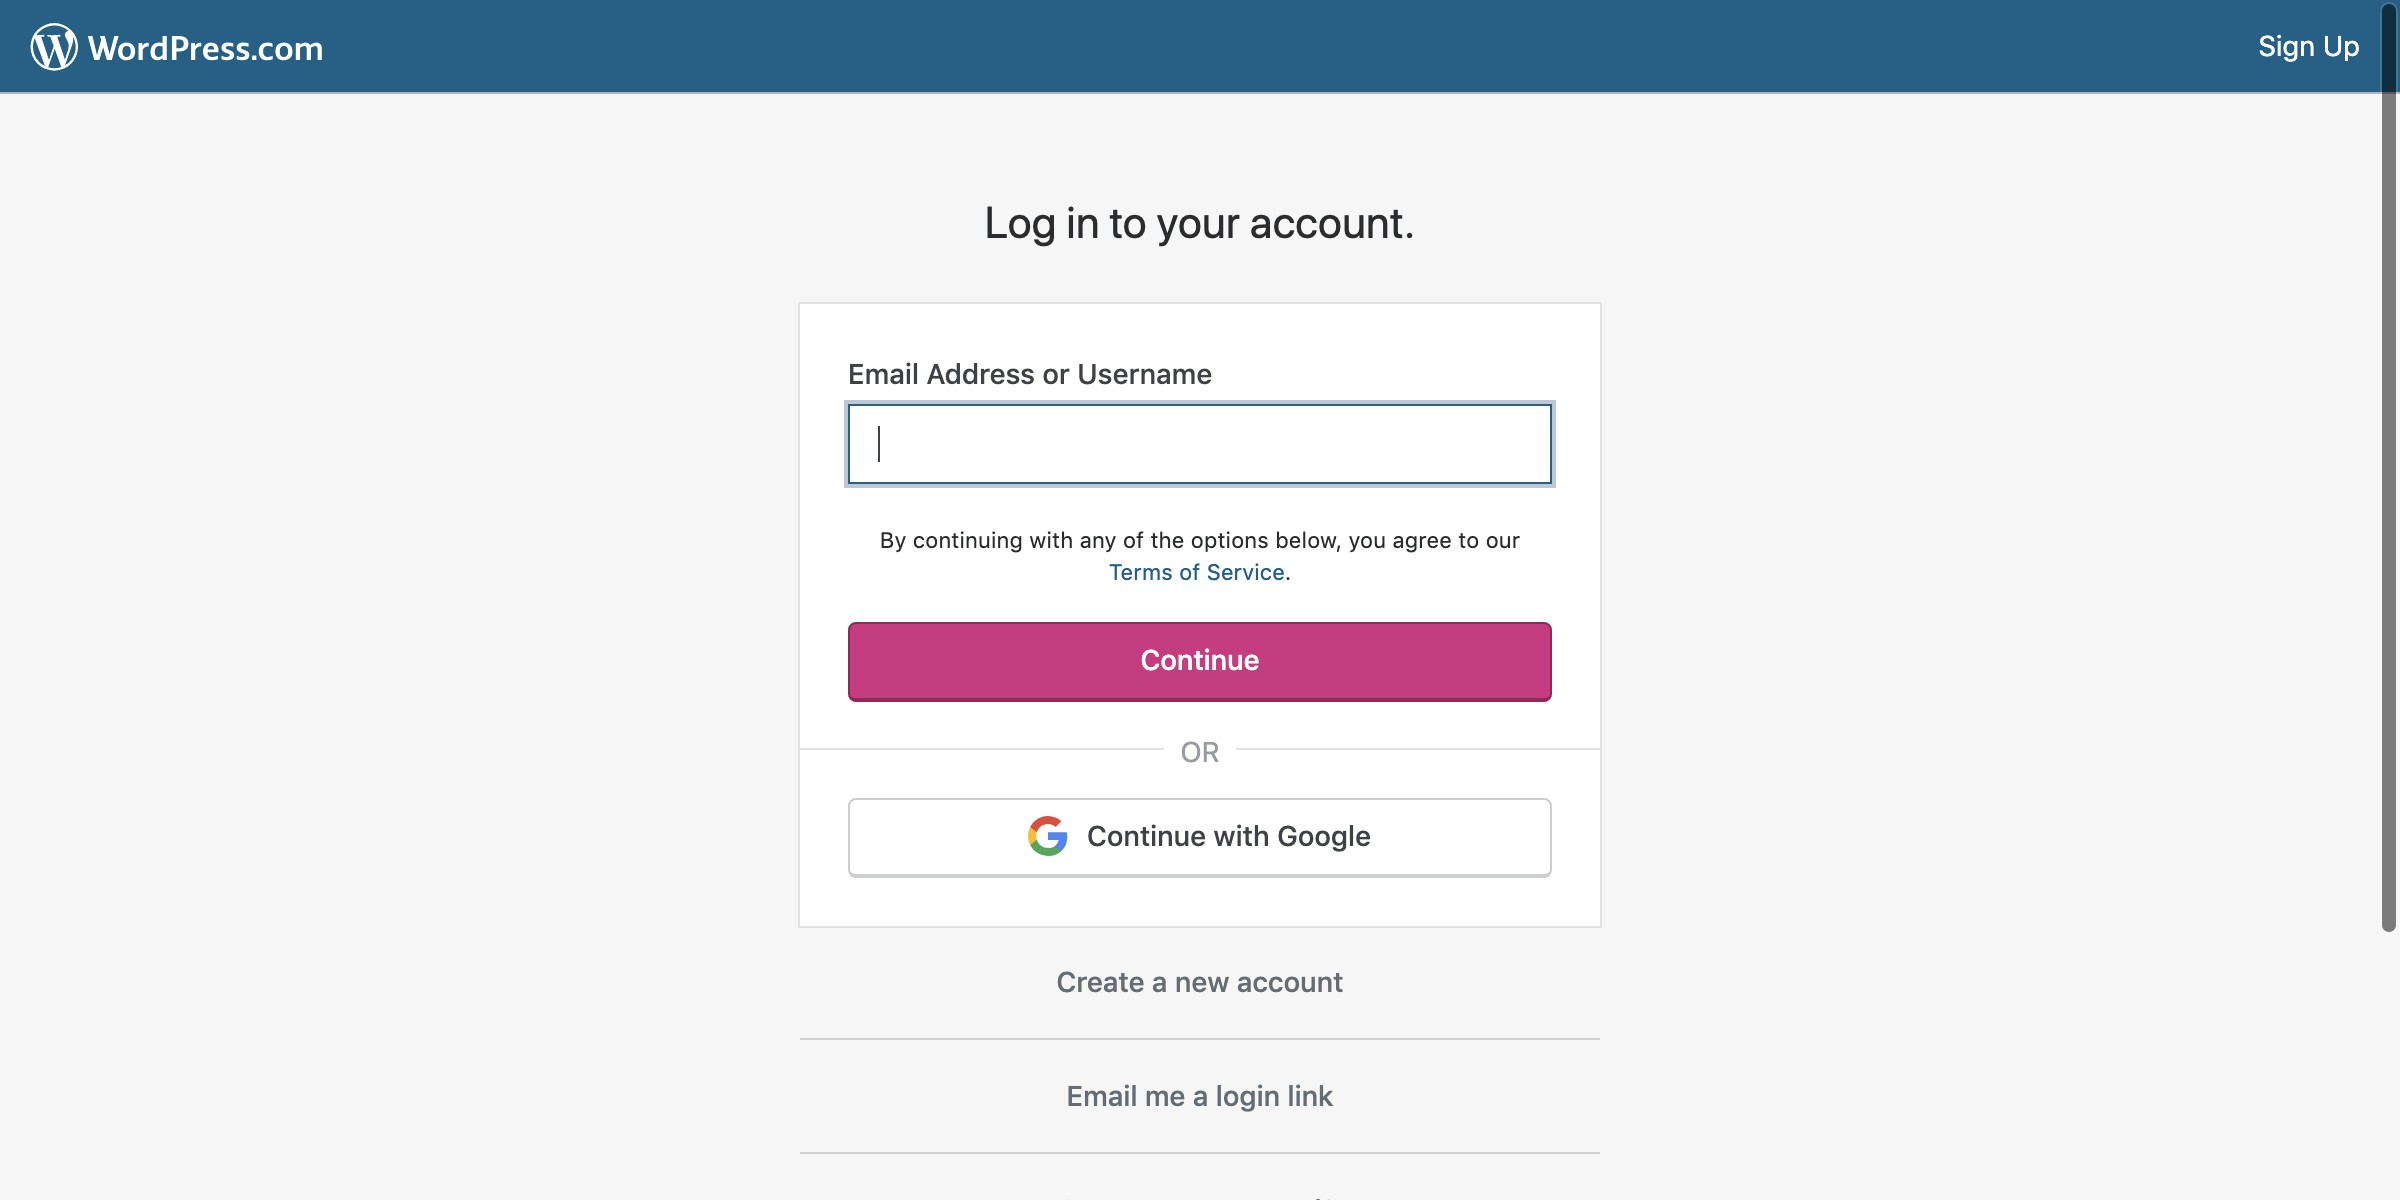 WordPress.com
Sign Up
Log in to your account.
Email Address or Username
By continuing with any of the options below, you agree to our
Terms of Service.
Continue
OR
Continue with Google
Create a new account
Email me a login link